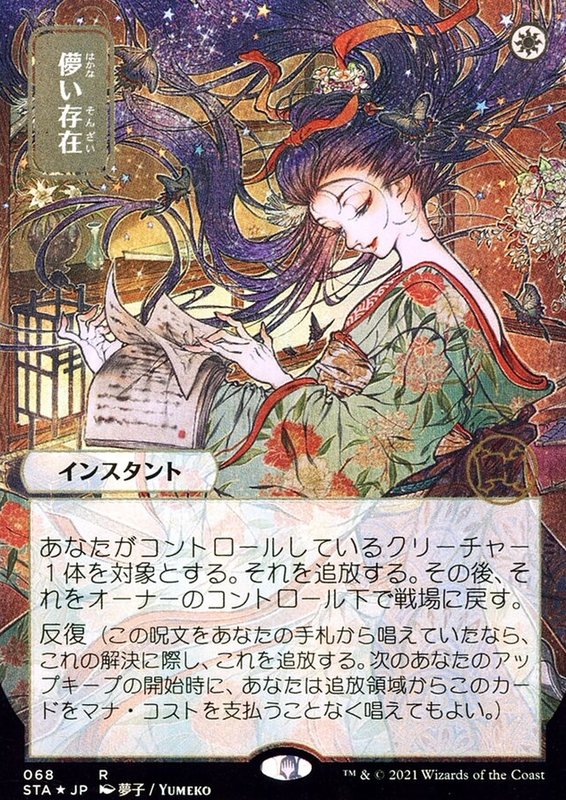 儚い存在
はかな そんざい
インスタント
あなたがコントロールしているクリーチャー
1体を対象とする。それを追放する。その後、そ
れをオーナーのコントロール下で戦場に戻す。
反復（この呪文をあなたの手札から唱えていたなら、
これの解決に際し、これを追放する。次のあなたのアッ
プキープの開始時に、あなたは追放領域からこのカー
ドをマナ・コストを支払うことなく唱えてもよい。）
068 R
STA ★ JP 夢子 / YUMEKO
™ & © 2021 Wizards of the Coast